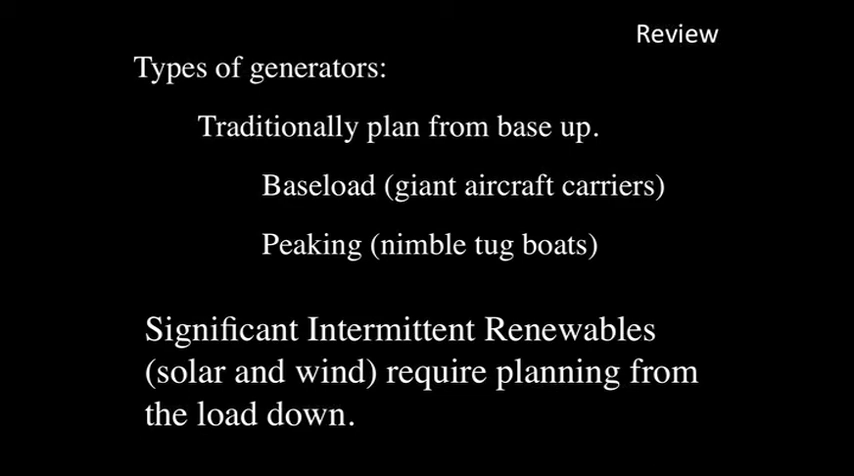 Review
Types of generators:
Traditionally plan from base up.
Baseload (giant aircraft carriers)
Peaking (nimble tug boats)
Significant Intermittent Renewables
(solar and wind) require planning from
the load down.